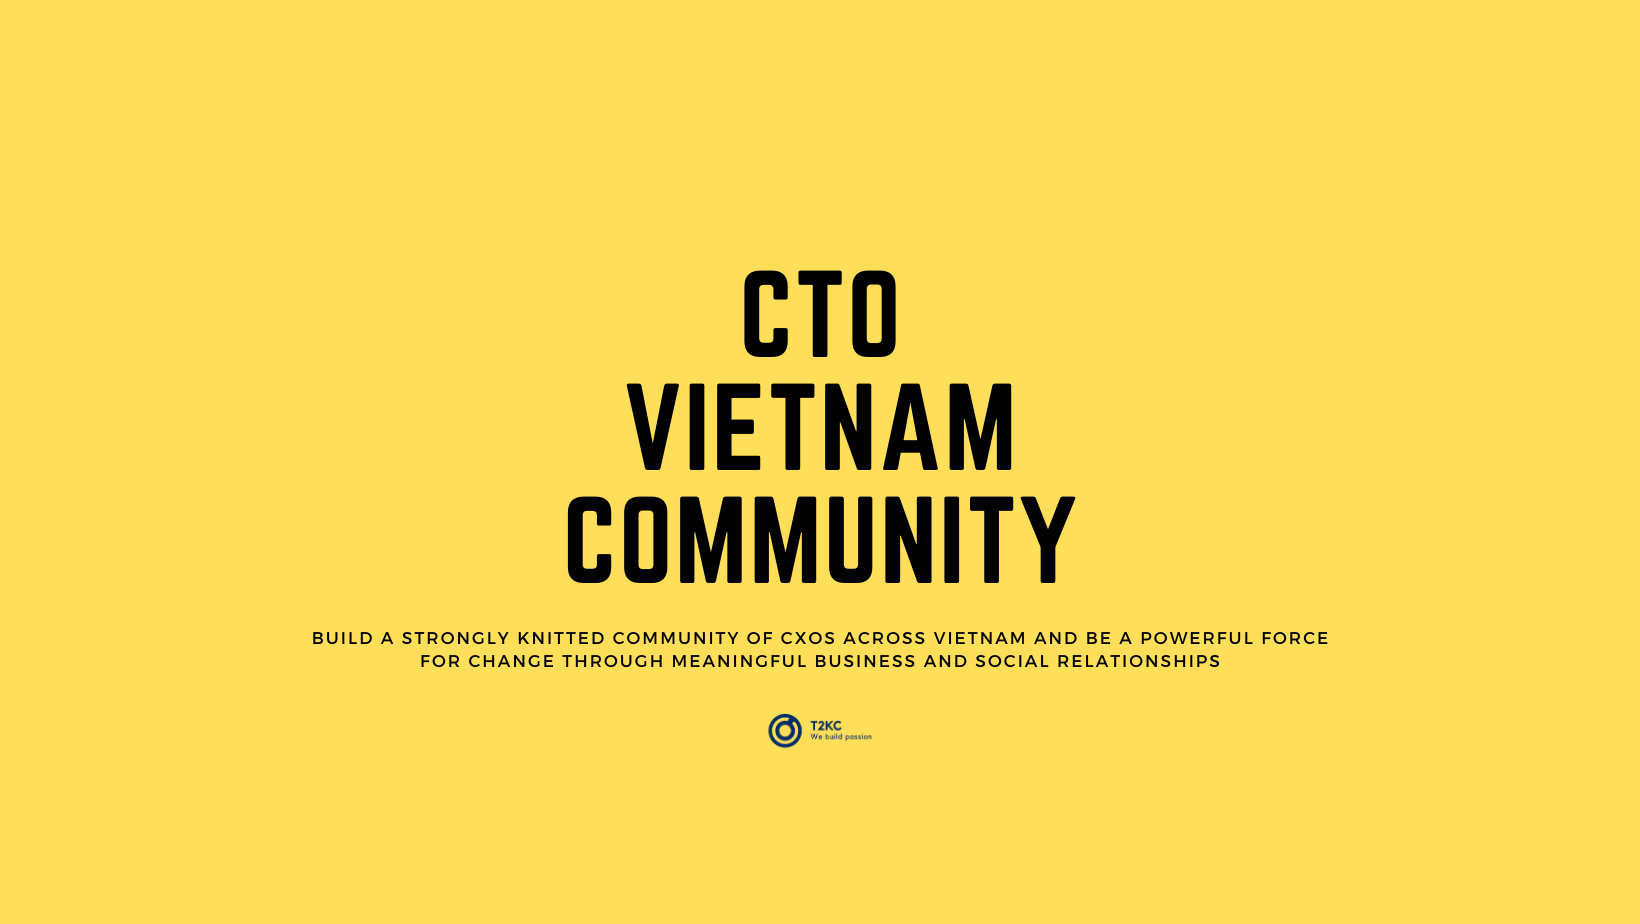 CTO
VIETNAM
COMMUNITY
BUILD A STRONGLY KNITTED COMMUNITY OF CXOS ACROSS VIETNAM AND BE A POWERFUL FORCE
FOR CHANGE THROUGH MEANINGFUL BUSINESS AND SOCIAL RELATIONSHIPS
T2KC
We build passion